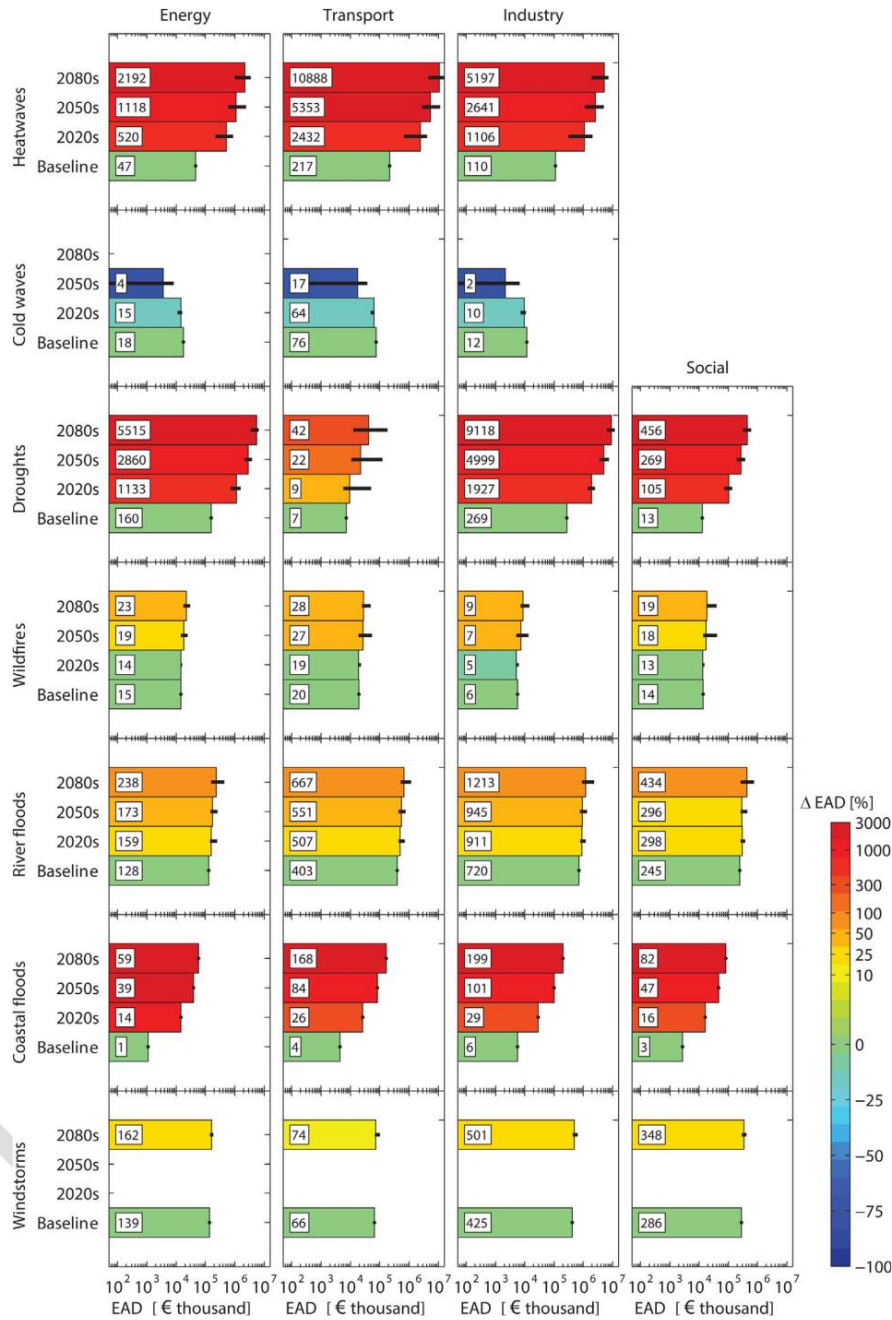 Energy Transport Industry
Heatwaves
2080s 2192 10888 5197
2050s 1118 5353 2641
2020s 520 2432 1106
Baseline 47 217 110
Cold waves
2080s
2050s 4 17 2
2020s 15 64 10
Baseline 18 76 12
Social
Droughts
2080s 5515 42 9118 456
2050s 2860 22 4999 269
2020s 1133 9 1927 105
Baseline 160 7 269 13
Wildfires
2080s 23 28 9 19
2050s 19 27 7 18
2020s 14 19 5 13
Baseline 15 20 6 14
River floods
2080s 238 667 1213 434
2050s 173 551 945 296
2020s 159 507 911 298
Baseline 128 403 720 245
Coastal floods
2080s 59 168 199 82
2050s 39 84 101 47
2020s 14 26 29 16
Baseline 1 4 6 3
Windstorms
2080s 162 74 501 348
2050s
2020s
Baseline 139 66 425 286
10² 10³ 10⁴ 10⁵ 10⁶ 10⁷ 10² 10³ 10⁴ 10⁵ 10⁶ 10⁷ 10² 10³ 10⁴ 10⁵ 10⁶ 10⁷ 10² 10³ 10⁴ 10⁵ 10⁶ 10⁷
EAD [ € thousand] EAD [ € thousand] EAD [ € thousand] EAD [ € thousand]
Δ EAD [%]
3000
1000
300
100
50
25
10
0
−25
−50
−75
−100